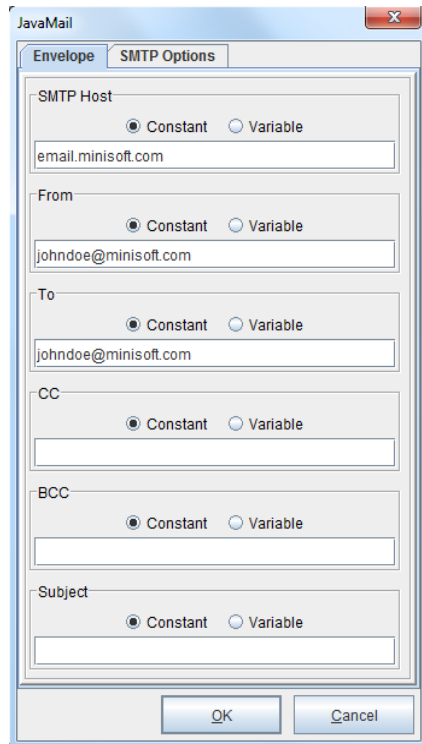 JavaMail
Envelope SMTP Options
SMTP Host
Constant Variable
email.minisoft.com
From
Constant Variable
johndoe@minisoft.com
To
Constant Variable
johndoe@minisoft.com
CC
Constant Variable
BCC
Constant Variable
Subject
Constant Variable
OK Cancel